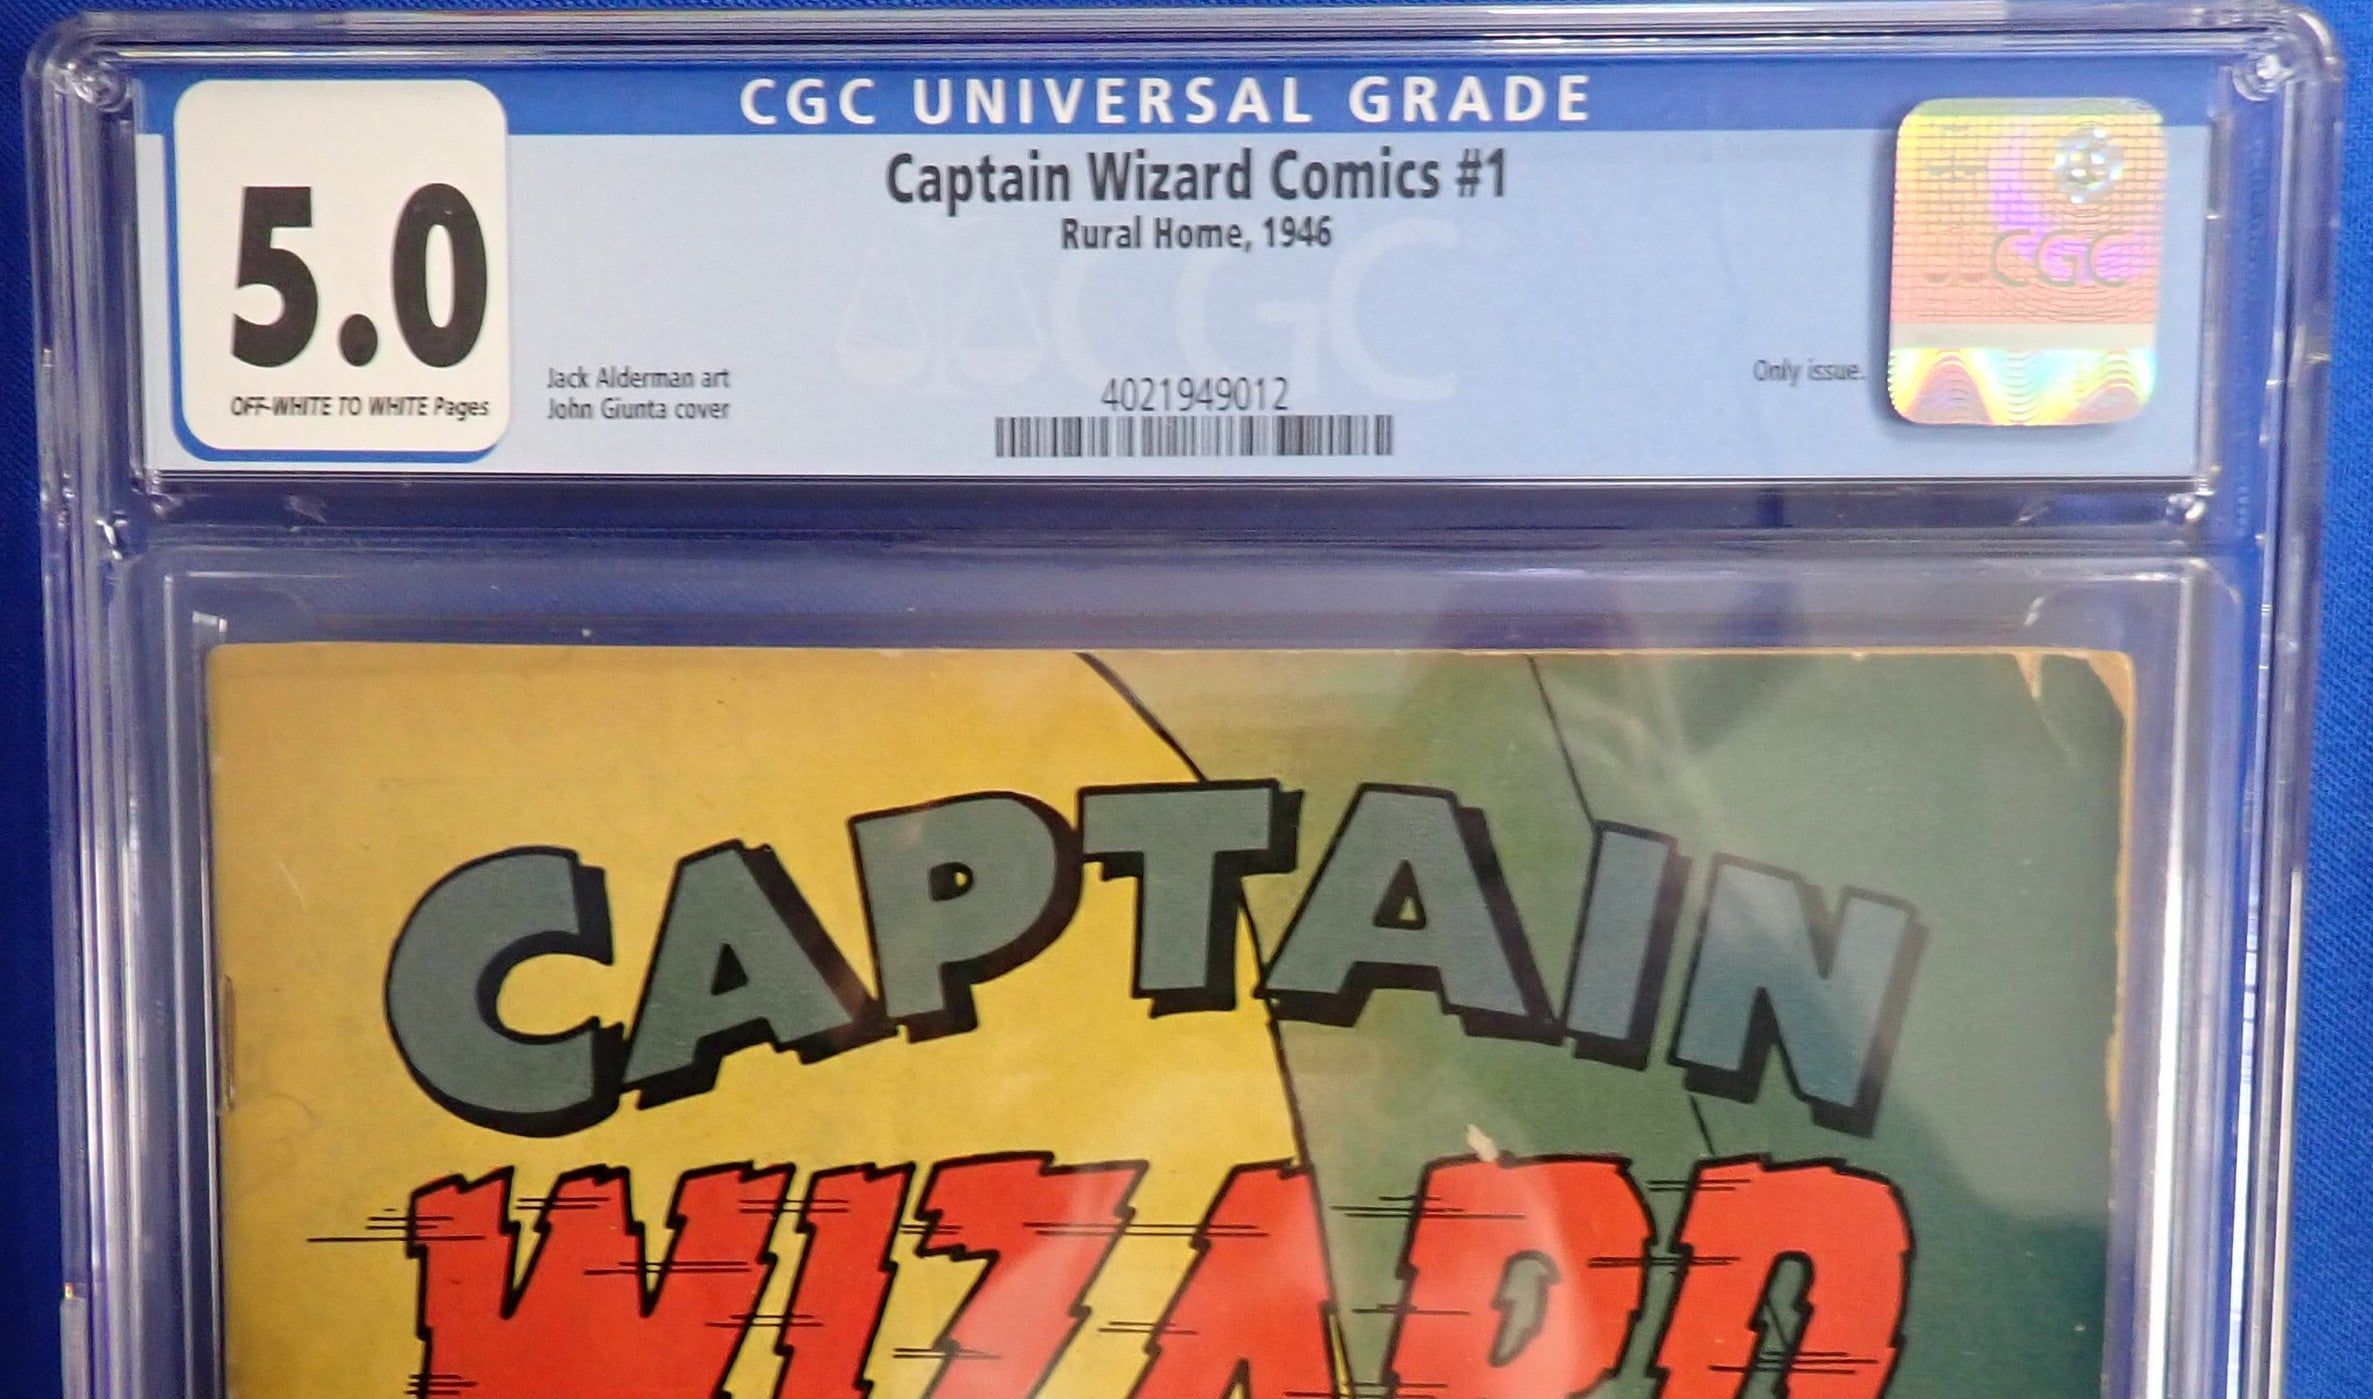 CGC UNIVERSAL GRADE
5.0
OFF-WHITE TO WHITE Pages
Captain Wizard Comics #1
Rural Home, 1946
Jack Alderman art
John Giunta cover
4021949012
Only issue.
CGC
CGC
CAPTAIN
WIZARD